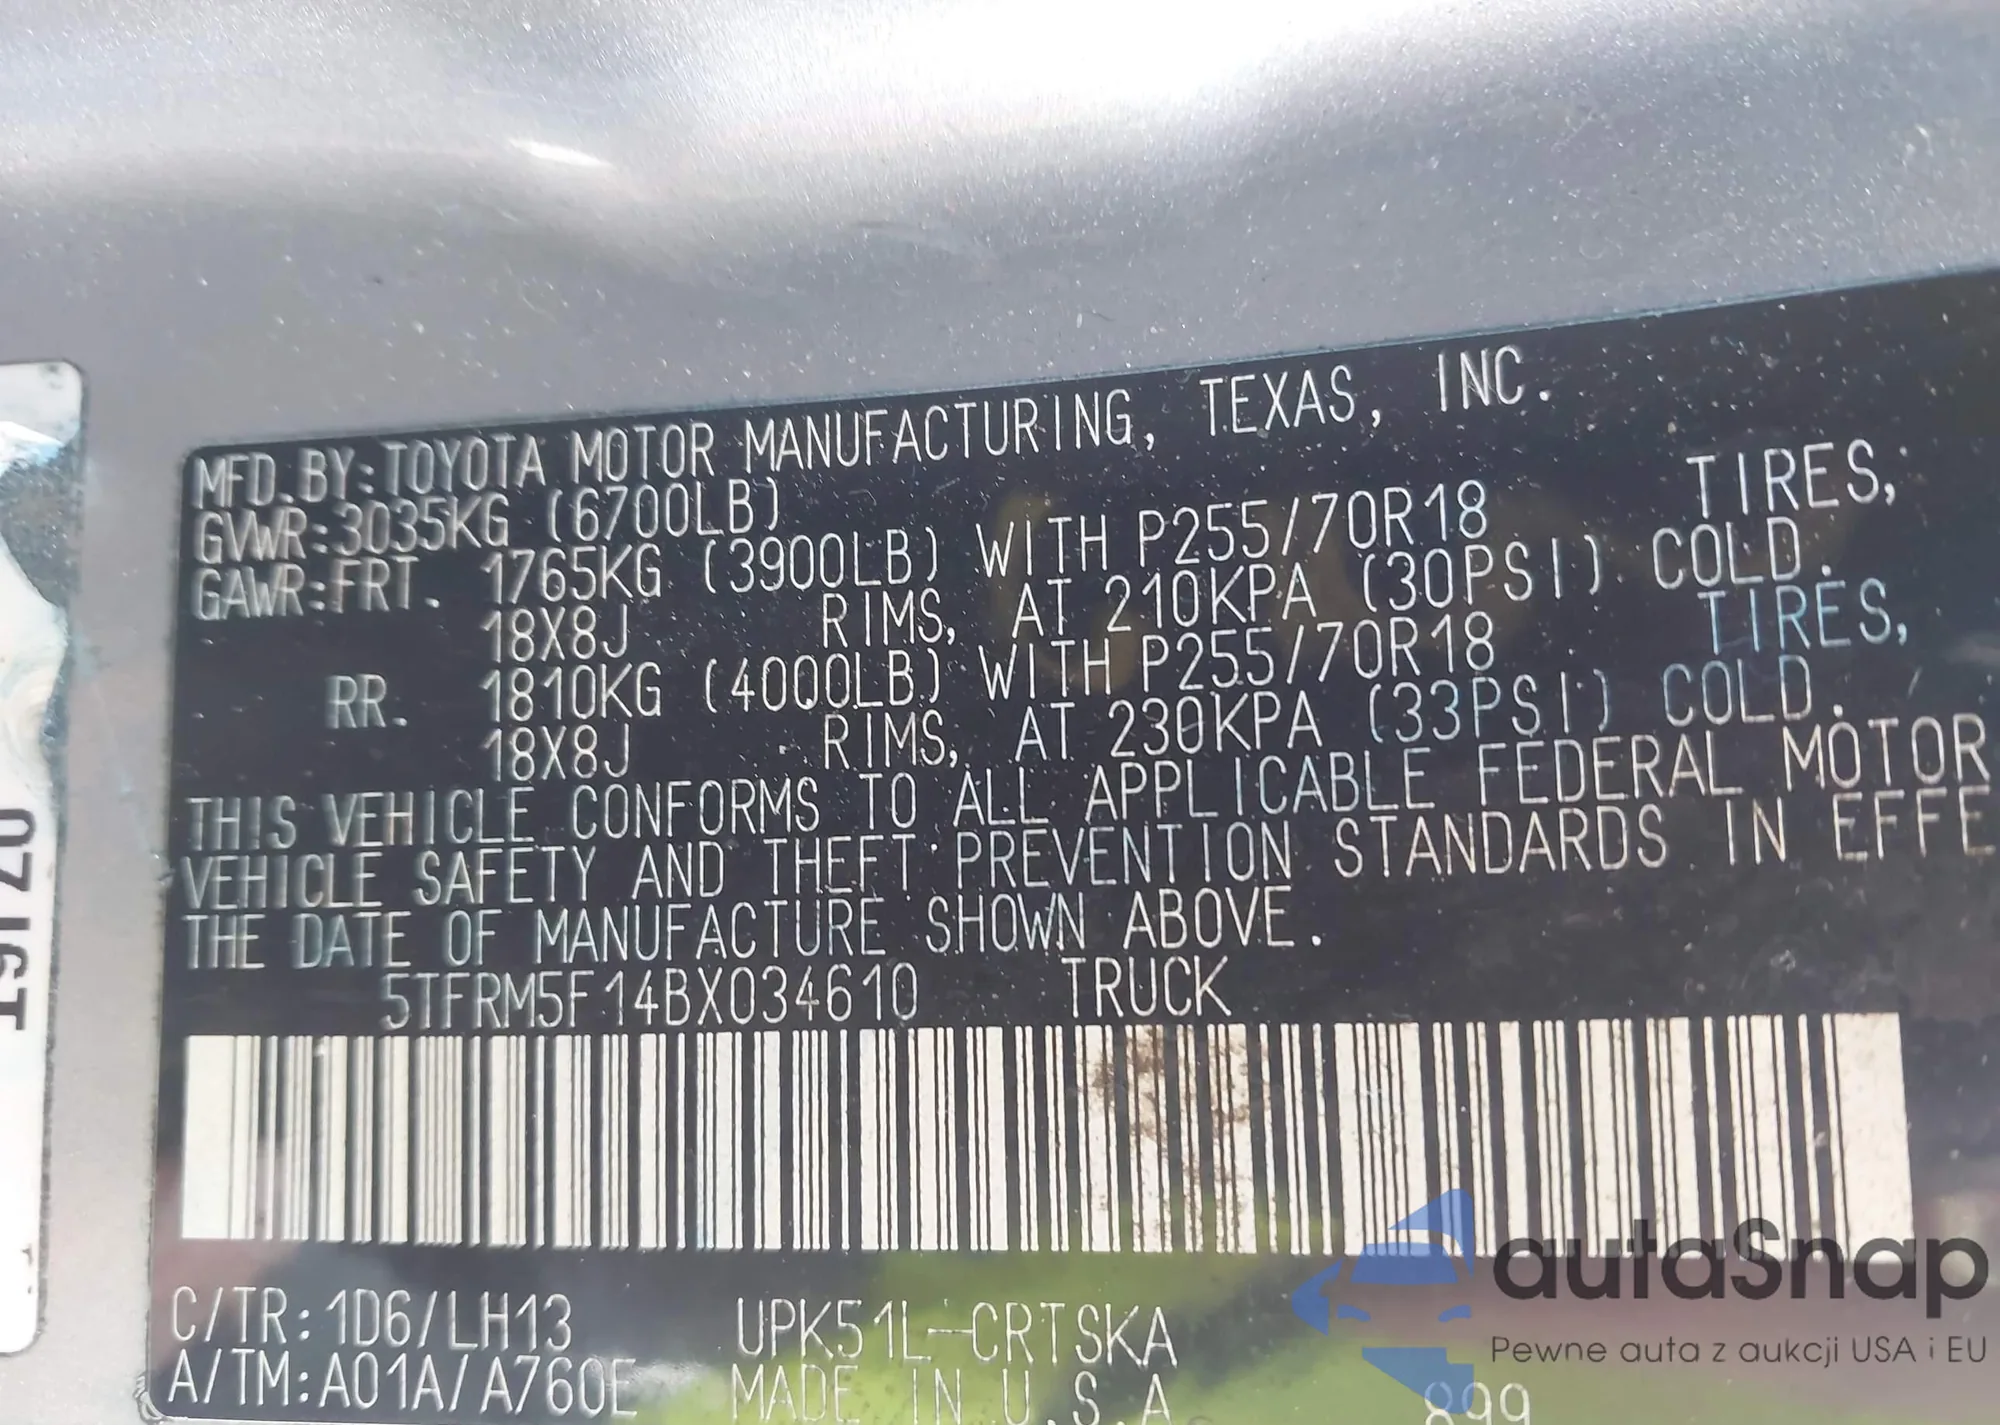 MFD.BY:TOYOTA MOTOR MANUFACTURING, TEXAS, INC.
GVWR:3035KG (6700LB)
GAWR:FRT. 1765KG (3900LB) WITH P255/70R18 TIRES,
18X8J RIMS, AT 210KPA (30PSI) COLD.
RR. 1810KG (4000LB) WITH P255/70R18 TIRES,
18X8J RIMS, AT 230KPA (33PSI) COLD.
THIS VEHICLE CONFORMS TO ALL APPLICABLE FEDERAL MOTOR
VEHICLE SAFETY AND THEFT PREVENTION STANDARDS IN EFFE
THE DATE OF MANUFACTURE SHOWN ABOVE.
5TFRM5F14BX034610 TRUCK
C/TR:1D6/LH13 UPK51L-CRTSKA
A/TM:A01A/A760E MADE IN U.S.A 899
autaSnap
Pewne auta z aukcji USA i EU